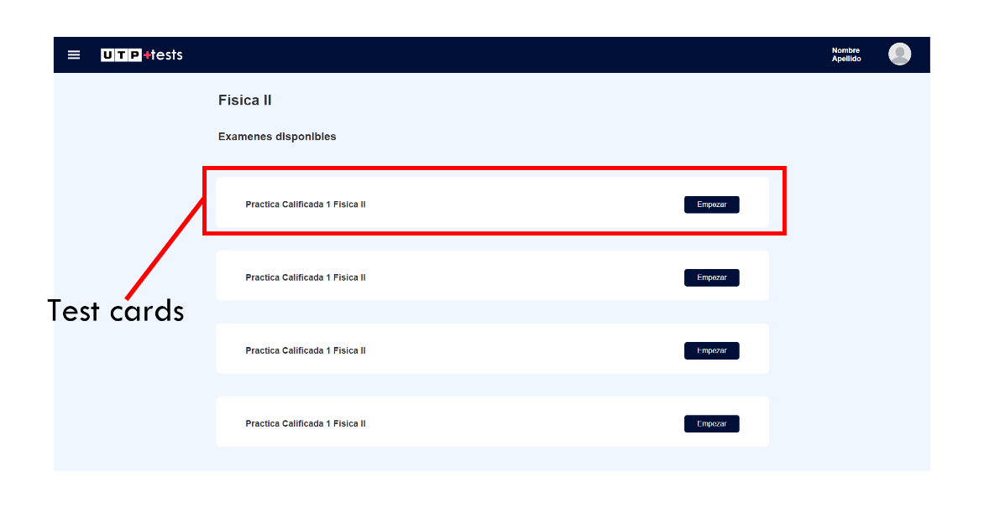 UTP+tests
Nombre
Apellido
Fisica II
Examenes disponibles
Practica Calificada 1 Fisica II
Empezar
Practica Calificada 1 Fisica II
Empezar
Test cards
Practica Calificada 1 Fisica II
Empezar
Practica Calificada 1 Fisica II
Empezar